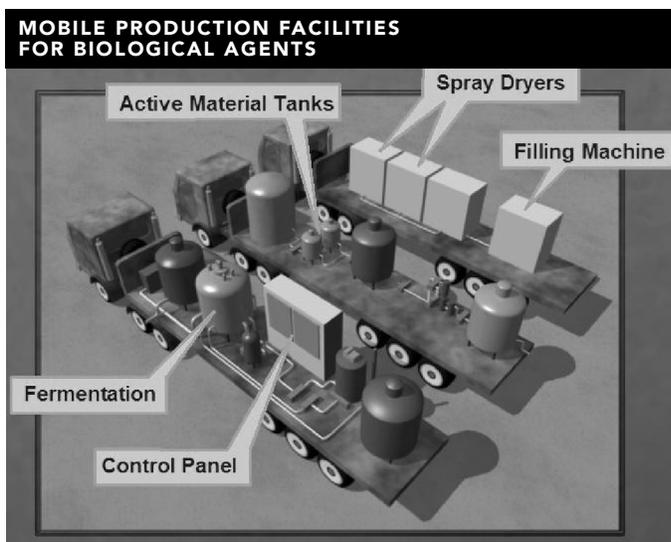 MOBILE PRODUCTION FACILITIES
FOR BIOLOGICAL AGENTS
Spray Dryers
Active Material Tanks
Filling Machine
Fermentation
Control Panel